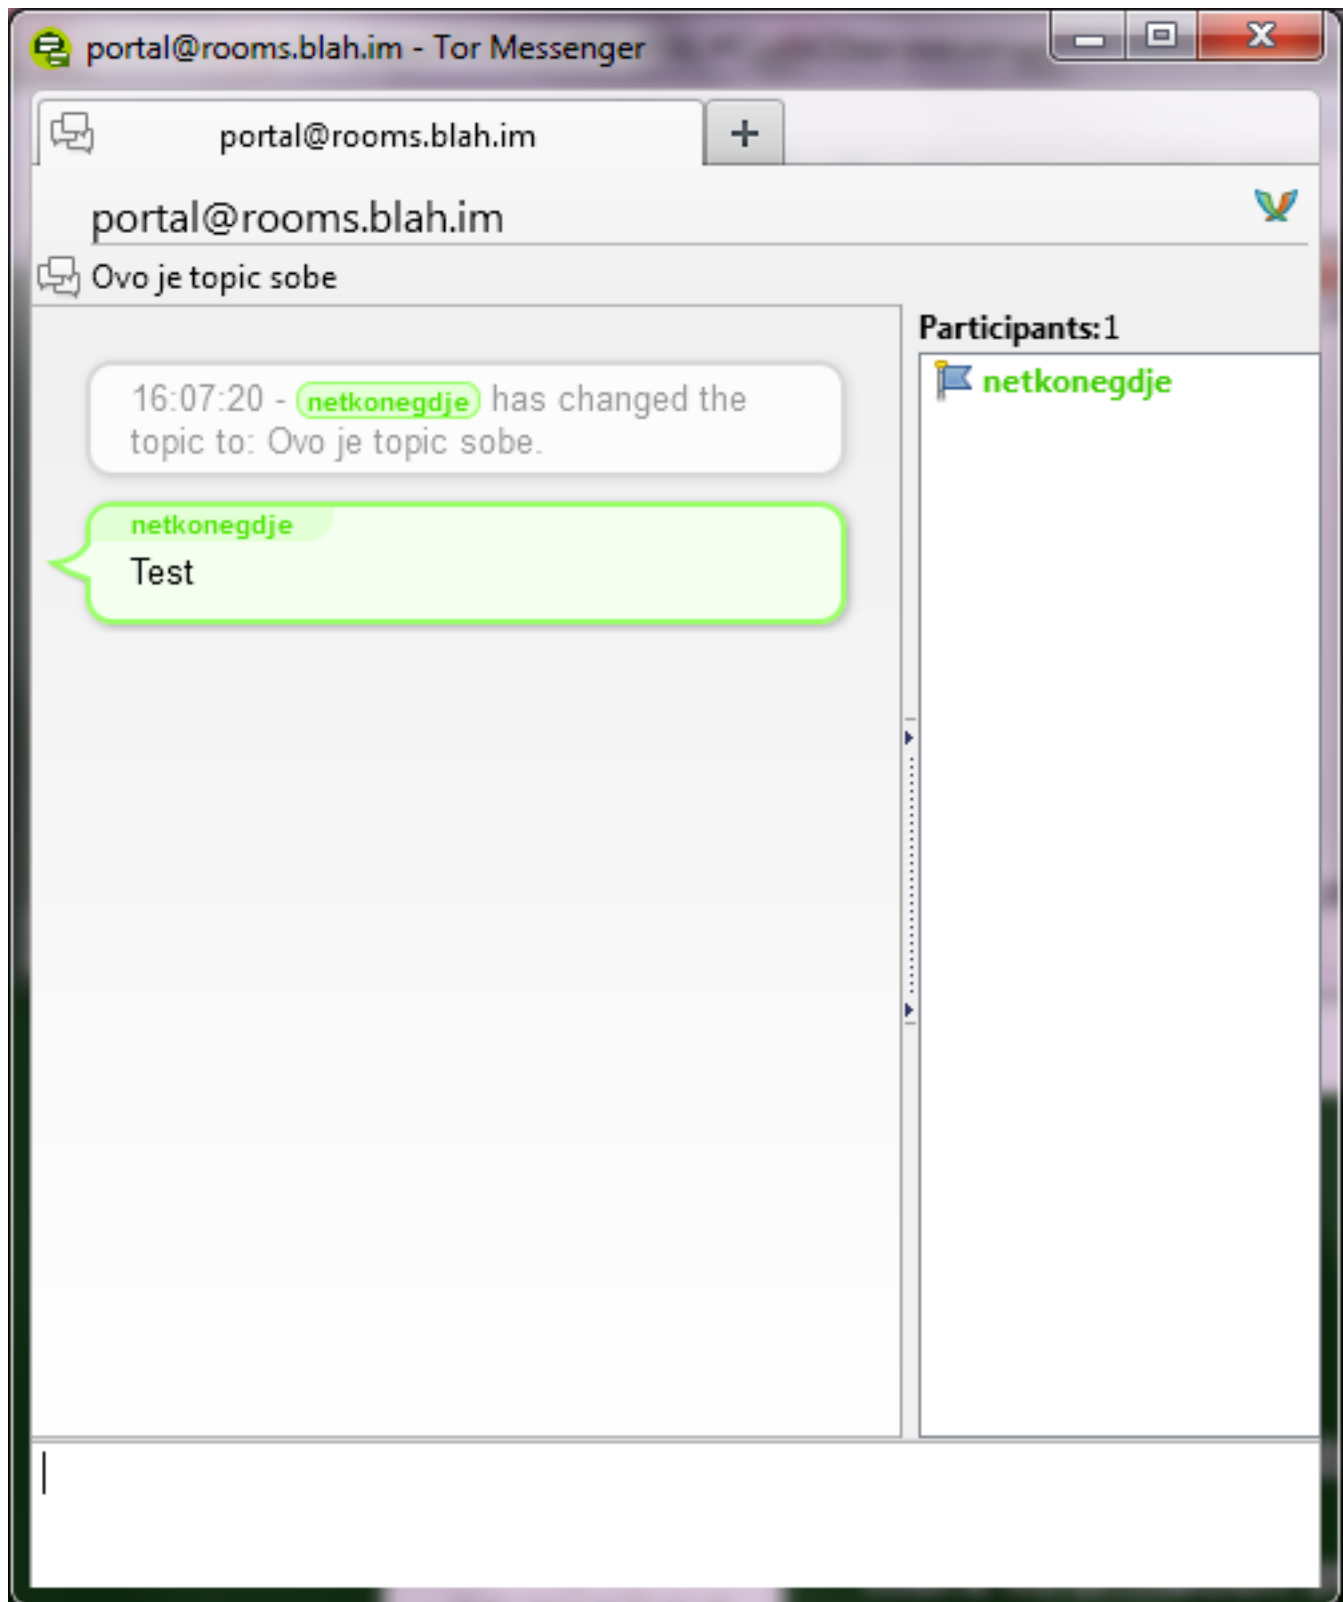 portal@rooms.blah.im - Tor Messenger
portal@rooms.blah.im
portal@rooms.blah.im
Ovo je topic sobe
Participants:1
netkonegdje
16:07:20 - netkonegdje has changed the
topic to: Ovo je topic sobe.
netkonegdje
Test